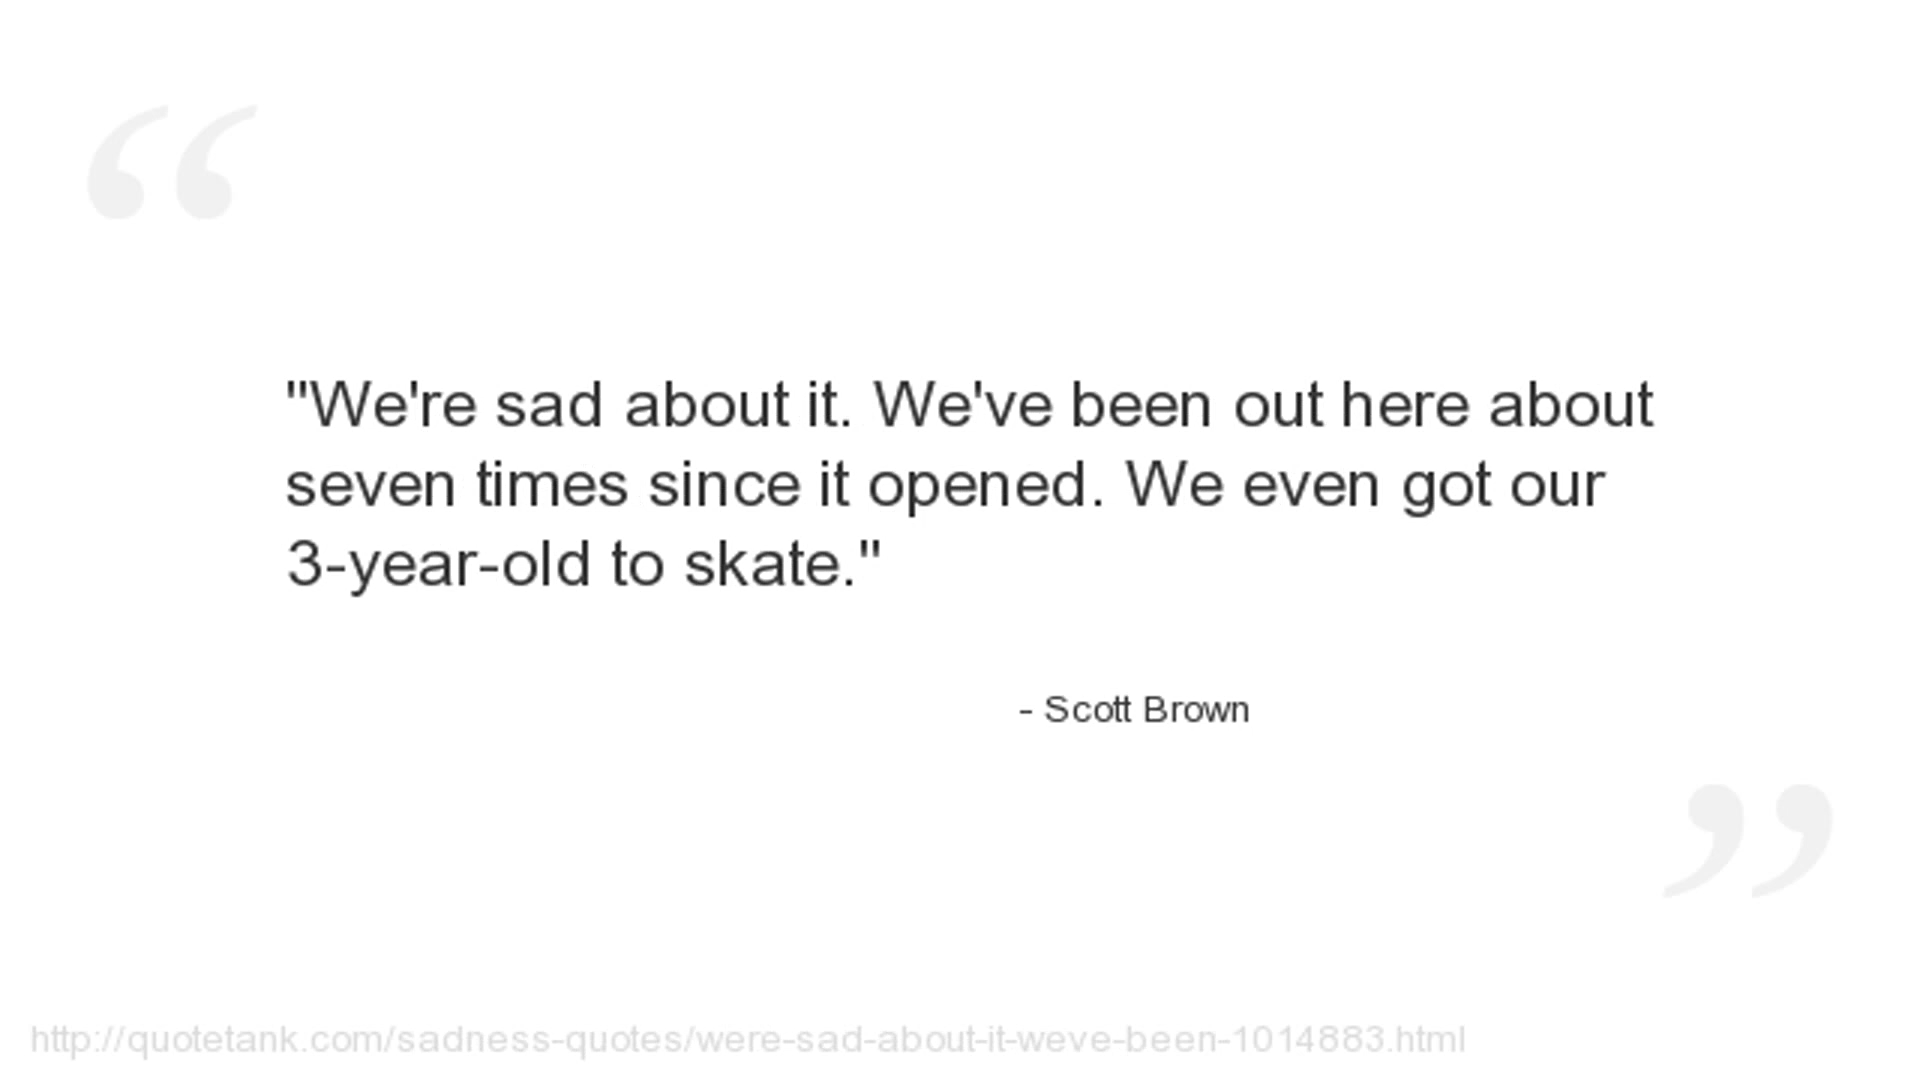 "We're sad about it. We've been out here about
seven times since it opened. We even got our
3-year-old to skate."
- Scott Brown
http://quotetank.com/sadness-quotes/were-sad-about-it-weve-been-1014883.html